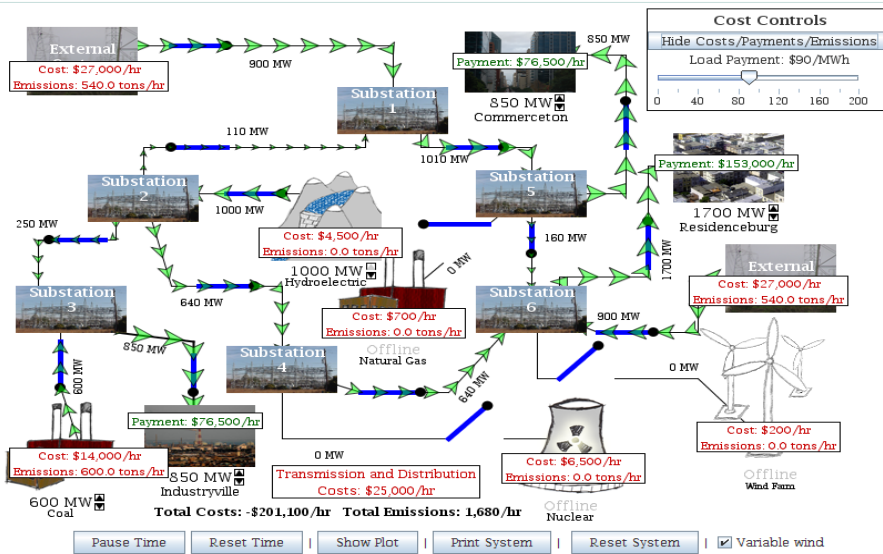 Cost Controls
Hide Costs/Payments/Emissions
Load Payment: $90/MWh
0 40 80 120 160 200
External
Cost: $27,000/hr
Emissions: 540.0 tons/hr
900 MW
850 MW
Payment: $76,500/hr
850 MW
Commerceton
Substation
1
110 MW
1010 MW
Payment: $153,000/hr
1700 MW
Residenceburg
Substation
2
1000 MW
Substation
5
250 MW
Cost: $4,500/hr
Emissions: 0.0 tons/hr
1000 MW
Hydroelectric
0 MW
160 MW
1700 MW
External
Cost: $27,000/hr
Emissions: 540.0 tons/hr
640 MW
Substation
3
Cost: $700/hr
Emissions: 0.0 tons/hr
Offline
Natural Gas
Substation
6
900 MW
850 MW
600 MW
Substation
4
640 MW
0 MW
Payment: $76,500/hr
850 MW
Industryville
Cost: $200/hr
Emissions: 0.0 tons/hr
Offline
Wind Farm
Cost: $14,000/hr
Emissions: 600.0 tons/hr
600 MW
Coal
0 MW
Transmission and Distribution
Costs: $25,000/hr
Cost: $6,500/hr
Emissions: 0.0 tons/hr
Offline
Nuclear
Total Costs: -$201,100/hr Total Emissions: 1,680/hr
Pause Time Reset Time | Show Plot | Print System | Reset System | Variable wind